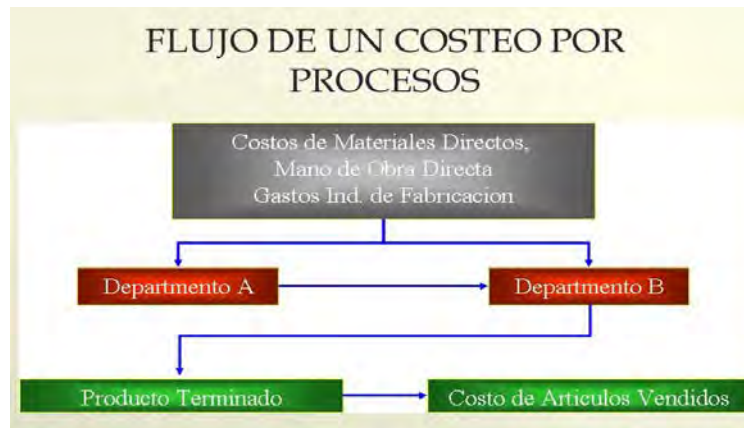 FLUJO DE UN COSTEO POR
PROCESOS
Costos de Materiales Directos,
Mano de Obra Directa
Gastos Ind. de Fabricacion
Departmento A
Departmento B
Producto Terminado
Costo de Articulos Vendidos